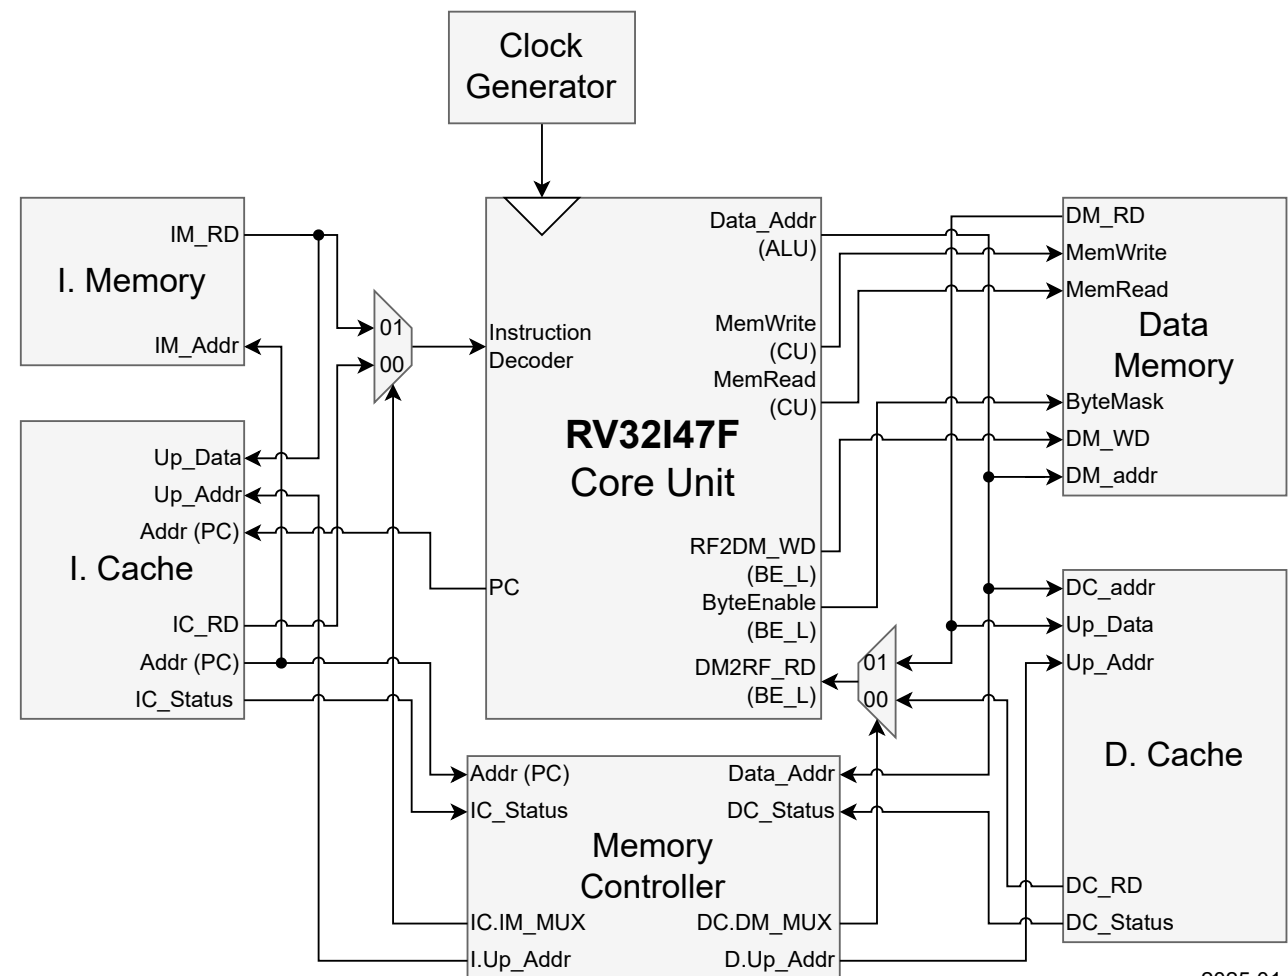 Clock
Generator
IM_RD
I. Memory
IM_Addr
01
00
Up_Data
Up_Addr
Addr (PC)
I. Cache
IC_RD
Addr (PC)
IC_Status
Instruction
Decoder
RV32I47F
Core Unit
PC
Data_Addr
(ALU)
MemWrite
(CU)
MemRead
(CU)
RF2DM_WD
(BE_L)
ByteEnable
(BE_L)
DM2RF_RD
(BE_L)
01
00
DM_RD
MemWrite
MemRead
Data
Memory
ByteMask
DM_WD
DM_addr
DC_addr
Up_Data
Up_Addr
D. Cache
DC_RD
DC_Status
Addr (PC)
IC_Status
Data_Addr
DC_Status
Memory
Controller
IC.IM_MUX
I.Up_Addr
DC.DM_MUX
D.Up_Addr